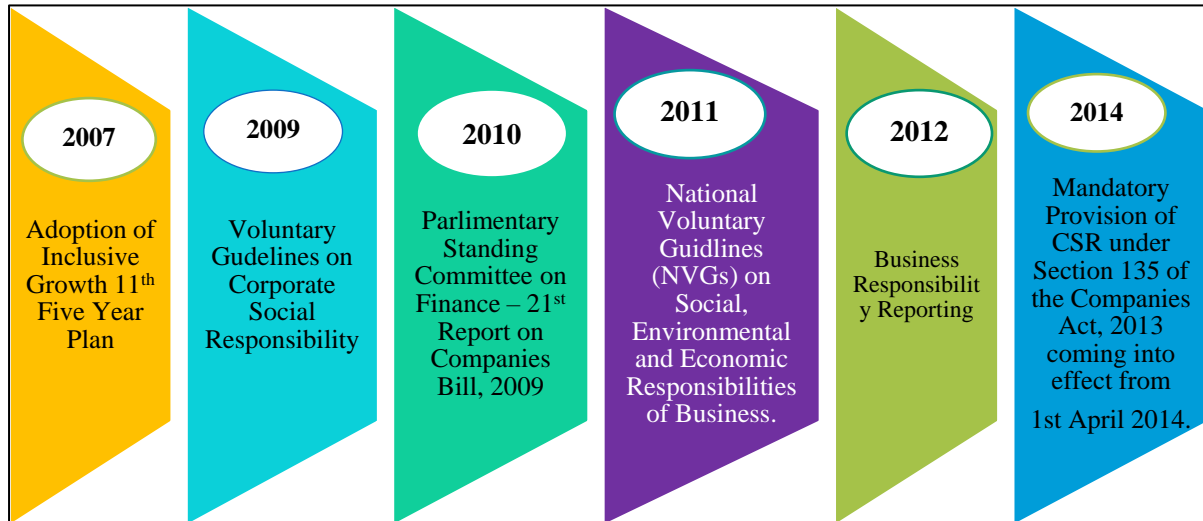 2007
Adoption of
Inclusive
Growth 11th
Five Year
Plan
2009
Voluntary
Gudelines on
Corporate
Social
Responsibility
2010
Parlimentary
Standing
Committee on
Finance – 21st
Report on
Companies
Bill, 2009
2011
National
Voluntary
Guidlines
(NVGs) on
Social,
Environmental
and Economic
Responsibilities
of Business.
2012
Business
Responsibilit
y Reporting
2014
Mandatory
Provision of
CSR under
Section 135 of
the Companies
Act, 2013
coming into
effect from
1st April 2014.